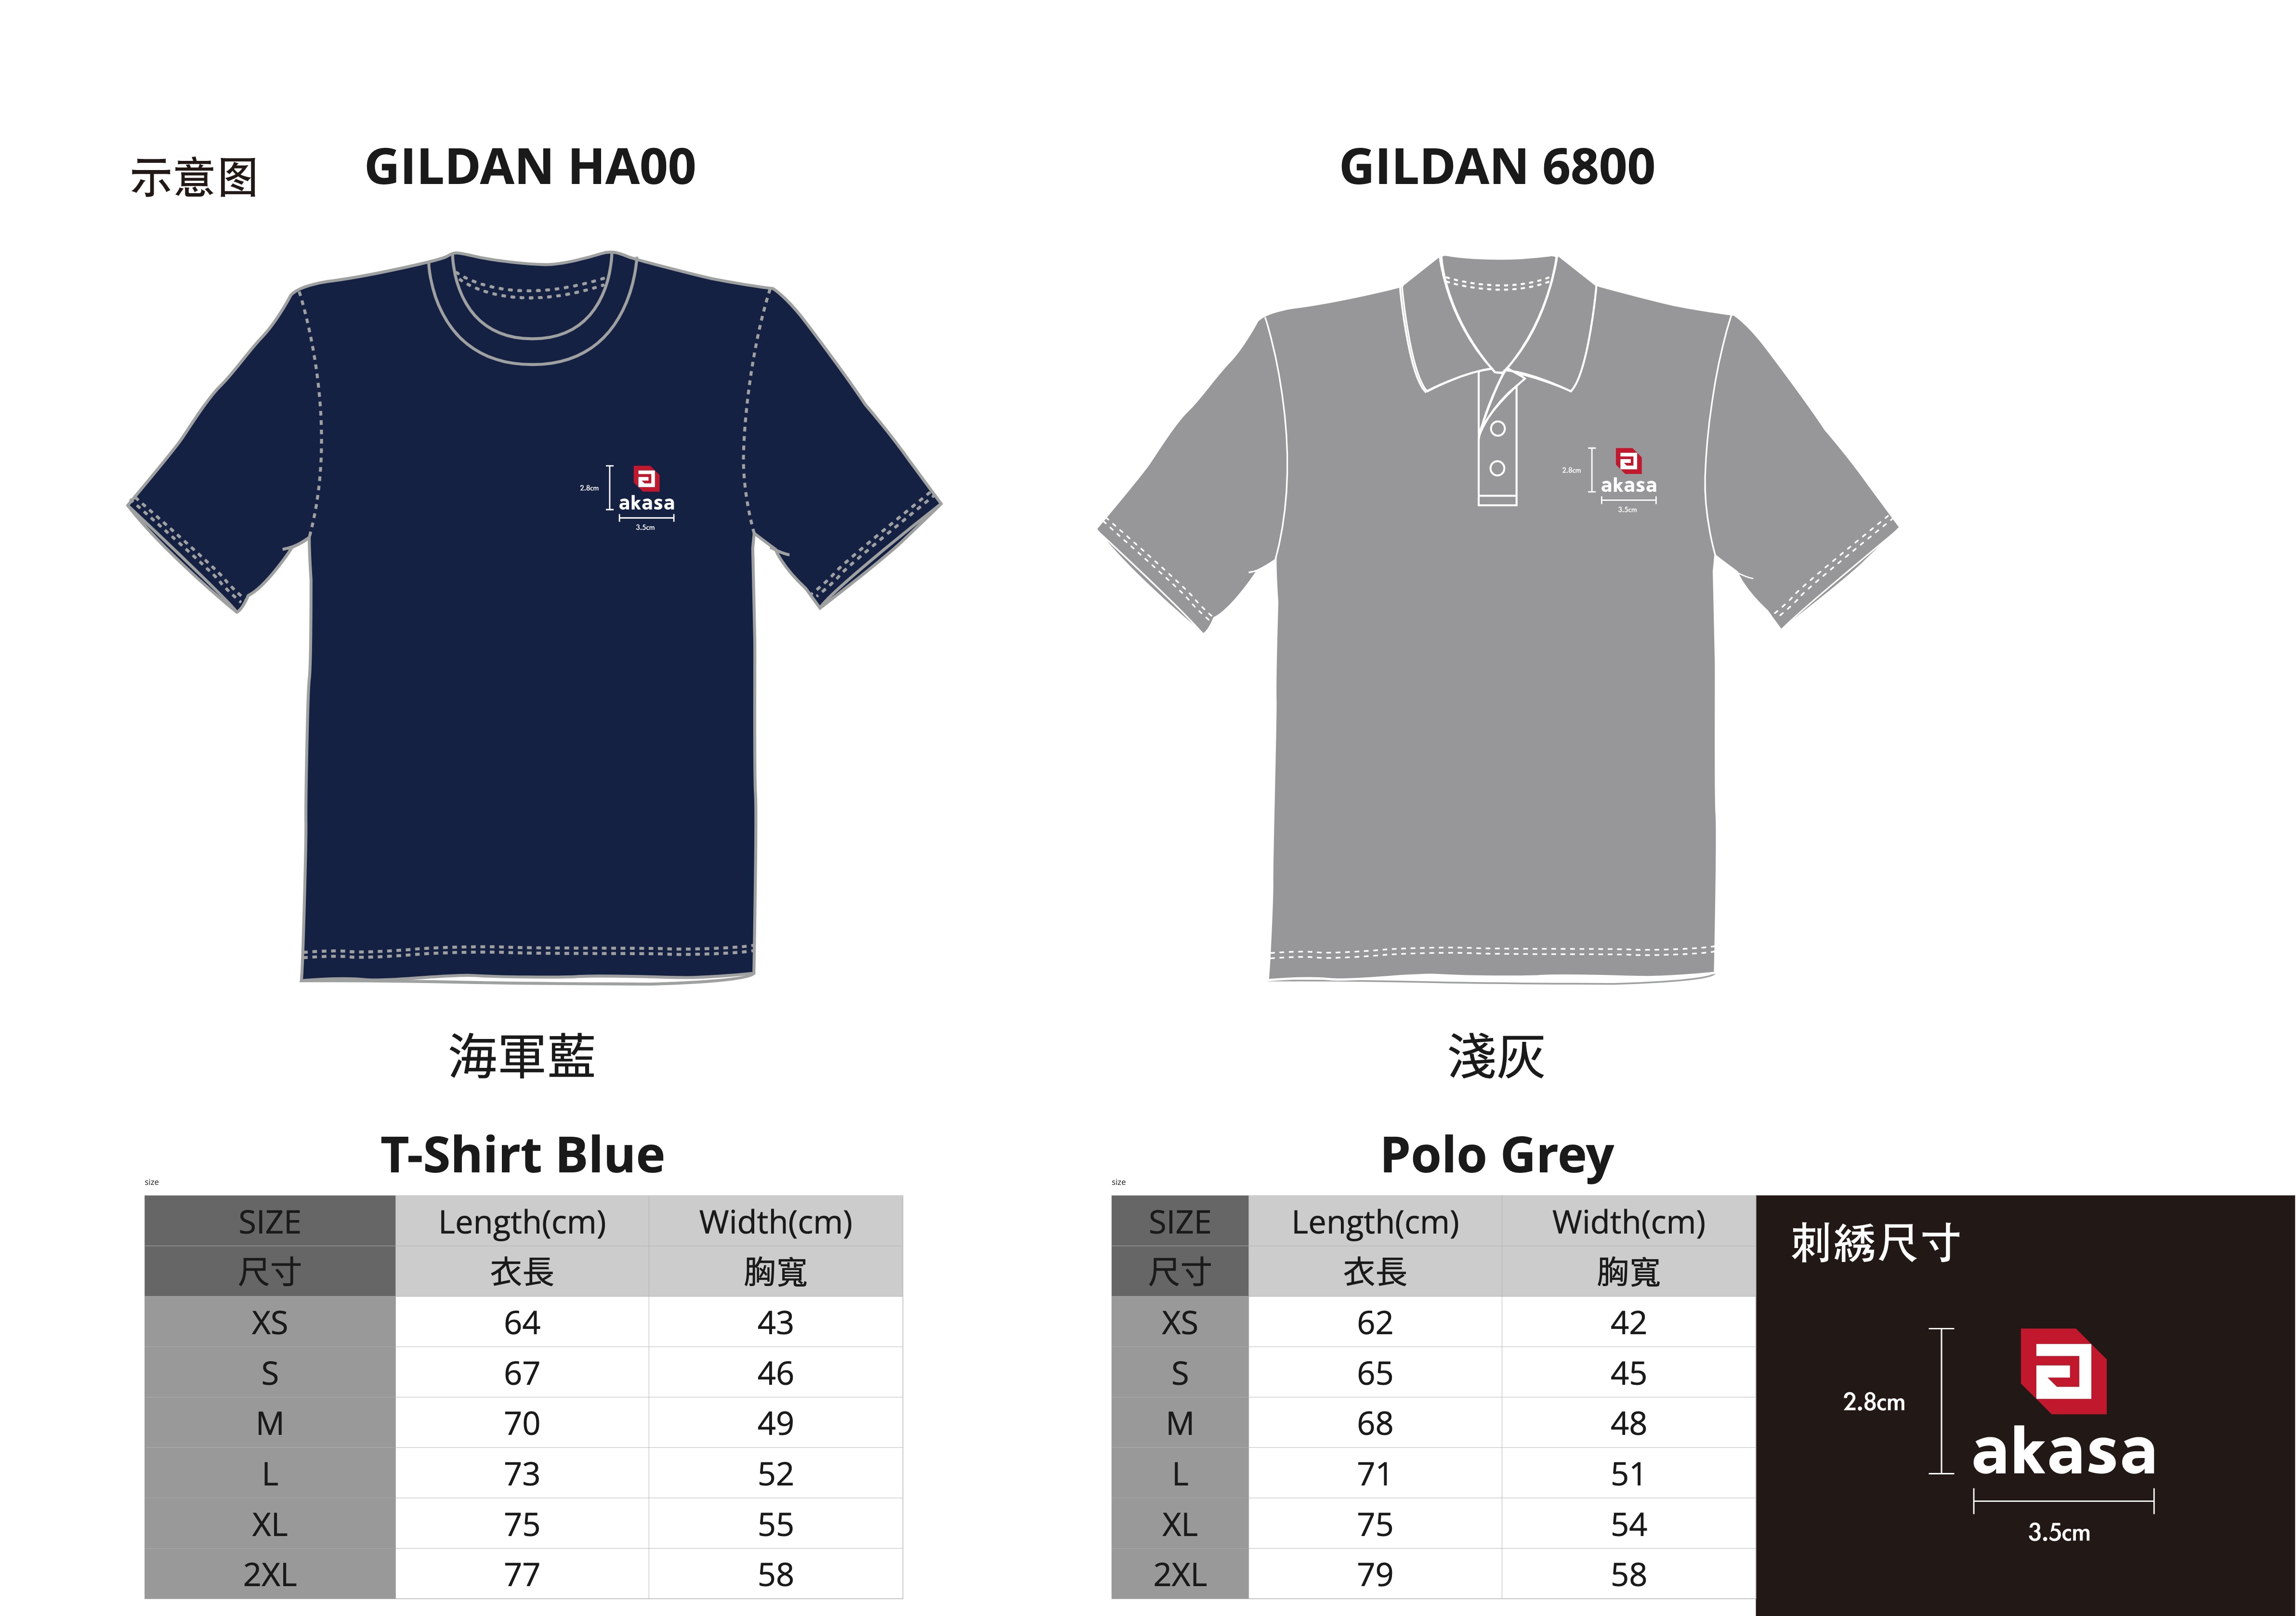 示意图
GILDAN HA00
GILDAN 6800
2.8cm
akasa
3.5cm
2.8cm
akasa
3.5cm
海軍藍
淺灰
T-Shirt Blue
size
SIZE Length(cm) Width(cm)
尺寸 衣長 胸寬
XS 64 43
S 67 46
M 70 49
L 73 52
XL 75 55
2XL 77 58
Polo Grey
size
SIZE Length(cm) Width(cm)
尺寸 衣長 胸寬
XS 62 42
S 65 45
M 68 48
L 71 51
XL 75 54
2XL 79 58
刺綉尺寸
2.8cm
akasa
3.5cm